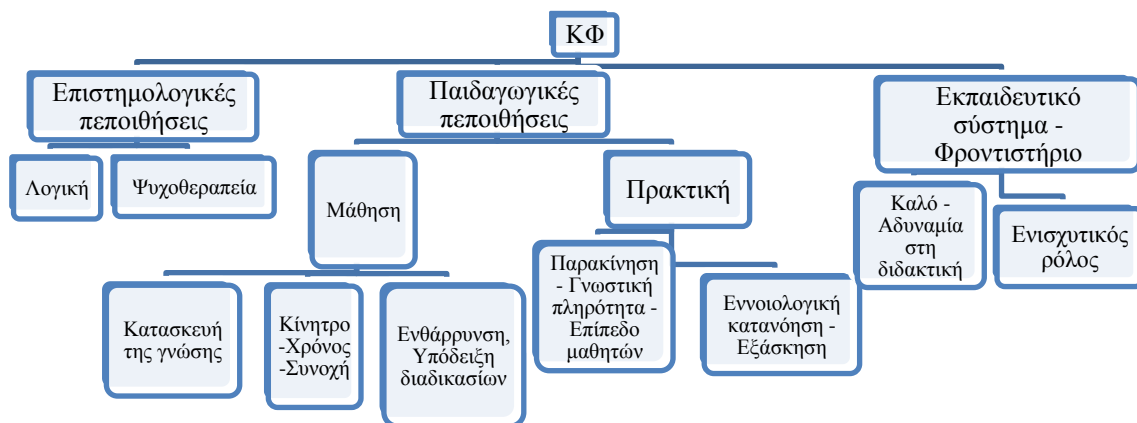 ΚΦ
Επιστημολογικές
πεποιθήσεις
Παιδαγωγικές
πεποιθήσεις
Εκπαιδευτικό
σύστημα -
Φροντιστήριο
Λογική
Ψυχοθεραπεία
Μάθηση
Πρακτική
Καλό -
Αδυναμία
στη
διδακτική
Ενισχυτικός
ρόλος
Κατασκευή
της γνώσης
Κίνητρο
-Χρόνος
-Συνοχή
Ενθάρρυνση,
Υπόδειξη
διαδικασίων
Παρακίνηση
- Γνωστική
πληρότητα -
Επίπεδο
μαθητών
Εννοιολογική
κατανόηση -
Εξάσκηση